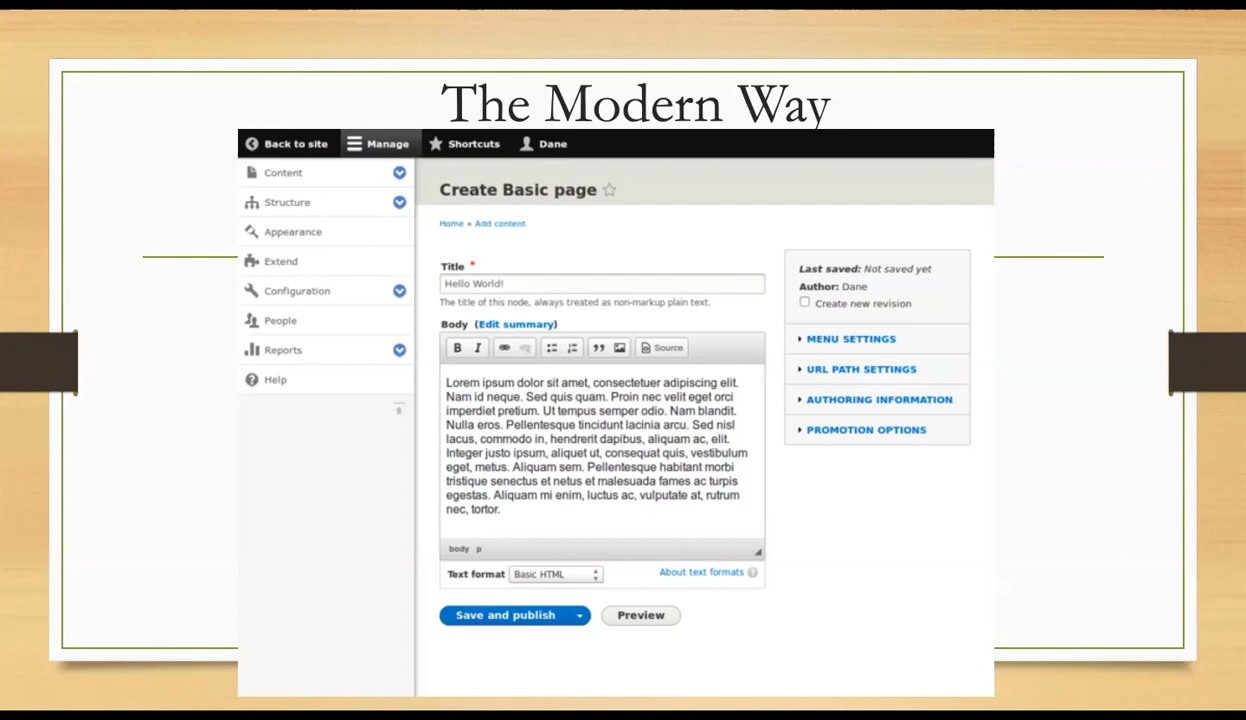 The Modern Way
Back to site Manage Shortcuts Dane
Content
Structure
Appearance
Extend
Configuration
People
Reports
Help
Create Basic page
Home » Add content
Title *
Hello World!
The title of this node, always treated as non-markup plain text.
Body (Edit summary)
B I Source
Lorem ipsum dolor sit amet, consectetuer adipiscing elit.
Nam id neque. Sed quis quam. Proin nec velit eget orci
imperdiet pretium. Ut tempus semper odio. Nam blandit.
Nulla eros. Pellentesque tincidunt lacinia arcu. Sed nisl
lacus, commodo in, hendrerit dapibus, aliquam ac, elit.
Integer justo ipsum, aliquet ut, consequat quis, vestibulum
eget, metus. Aliquam sem. Pellentesque habitant morbi
tristique senectus et netus et malesuada fames ac turpis
egestas. Aliquam mi enim, luctus ac, vulputate at, rutrum
nec, tortor.
body p
Text format Basic HTML About text formats ?
Save and publish Preview
Last saved: Not saved yet
Author: Dane
Create new revision
MENU SETTINGS
URL PATH SETTINGS
AUTHORING INFORMATION
PROMOTION OPTIONS